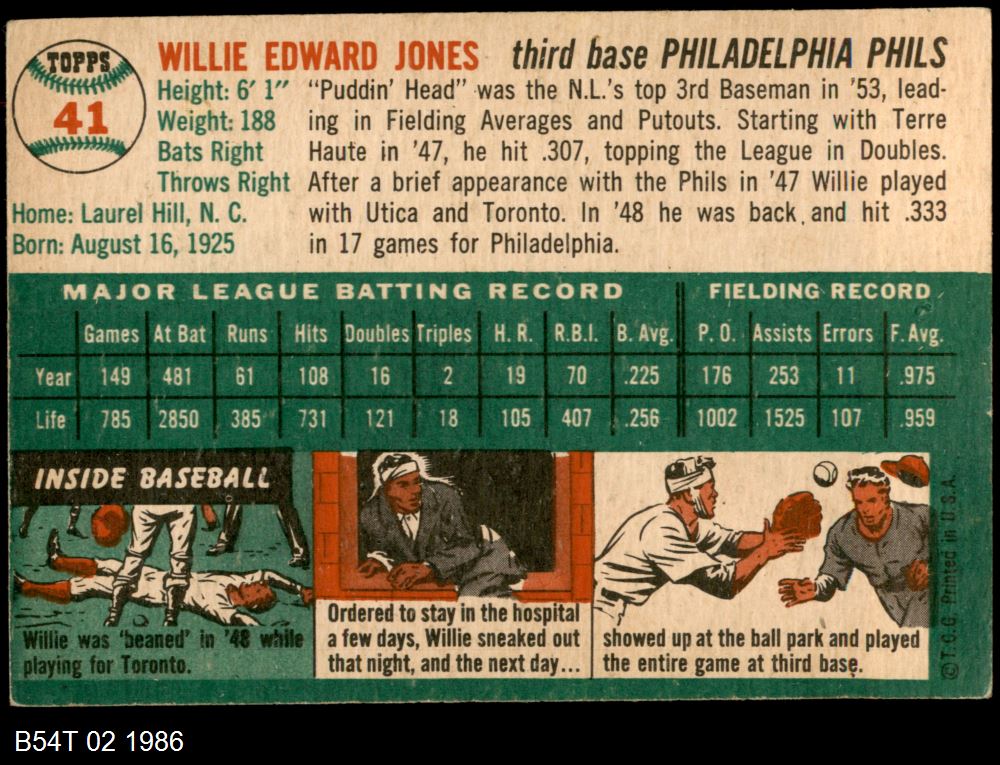 TOPPS
41
WILLIE EDWARD JONES third base PHILADELPHIA PHILS
Height: 6' 1"
Weight: 188
Bats Right
Throws Right
Home: Laurel Hill, N. C.
Born: August 16, 1925
"Puddin' Head" was the N.L.'s top 3rd Baseman in '53, lead-
ing in Fielding Averages and Putouts. Starting with Terre
Haute in '47, he hit .307, topping the League in Doubles.
After a brief appearance with the Phils in '47 Willie played
with Utica and Toronto. In '48 he was back and hit .333
in 17 games for Philadelphia.
MAJOR LEAGUE BATTING RECORD FIELDING RECORD
Games At Bat Runs Hits Doubles Triples H. R. R.B.I. B. Avg. P. O. Assists Errors F. Avg.
Year 149 481 61 108 16 2 19 70 .225 176 253 11 .975
Life 785 2850 385 731 121 18 105 407 .256 1002 1525 107 .959
INSIDE BASEBALL
Willie was 'beaned' in '48 while
playing for Toronto.
Ordered to stay in the hospital
a few days, Willie sneaked out
that night, and the next day...
showed up at the ball park and played
the entire game at third base.
© T.C.G. Printed in U.S.A.
B54T 02 1986